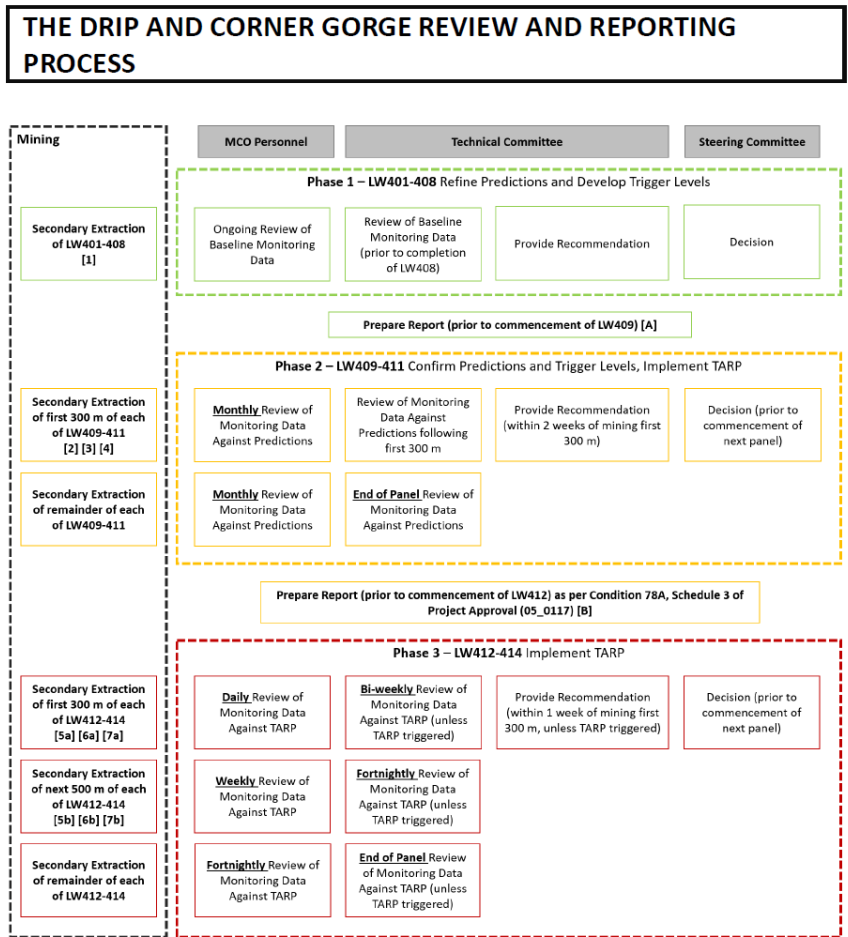 THE DRIP AND CORNER GORGE REVIEW AND REPORTING
PROCESS
Mining
MCO Personnel
Technical Committee
Steering Committee
Phase 1 – LW401-408 Refine Predictions and Develop Trigger Levels
Secondary Extraction
of LW401-408
[1]
Ongoing Review of
Baseline Monitoring
Data
Review of Baseline
Monitoring Data
(prior to completion
of LW408)
Provide Recommendation
Decision
Prepare Report (prior to commencement of LW409) [A]
Phase 2 – LW409-411 Confirm Predictions and Trigger Levels, Implement TARP
Secondary Extraction
of first 300 m of each
of LW409-411
[2] [3] [4]
Monthly Review of
Monitoring Data
Against Predictions
Review of Monitoring
Data Against
Predictions following
first 300 m
Provide Recommendation
(within 2 weeks of mining first
300 m)
Decision (prior to
commencement of
next panel)
Secondary Extraction
of remainder of each
of LW409-411
Monthly Review of
Monitoring Data
Against Predictions
End of Panel Review of
Monitoring Data
Against Predictions
Prepare Report (prior to commencement of LW412) as per Condition 78A, Schedule 3 of
Project Approval (05_0117) [B]
Phase 3 – LW412-414 Implement TARP
Secondary Extraction
of first 300 m of each
of LW412-414
[5a] [6a] [7a]
Daily Review of
Monitoring Data
Against TARP
Bi-weekly Review of
Monitoring Data
Against TARP (unless
TARP triggered)
Provide Recommendation
(within 1 week of mining first
300 m, unless TARP triggered)
Decision (prior to
commencement of
next panel)
Secondary Extraction
of next 500 m of each
of LW412-414
[5b] [6b] [7b]
Weekly Review of
Monitoring Data
Against TARP
Fortnightly Review of
Monitoring Data
Against TARP (unless
TARP triggered)
Secondary Extraction
of remainder of each
of LW412-414
Fortnightly Review of
Monitoring Data
Against TARP
End of Panel Review
of Monitoring Data
Against TARP (unless
TARP triggered)